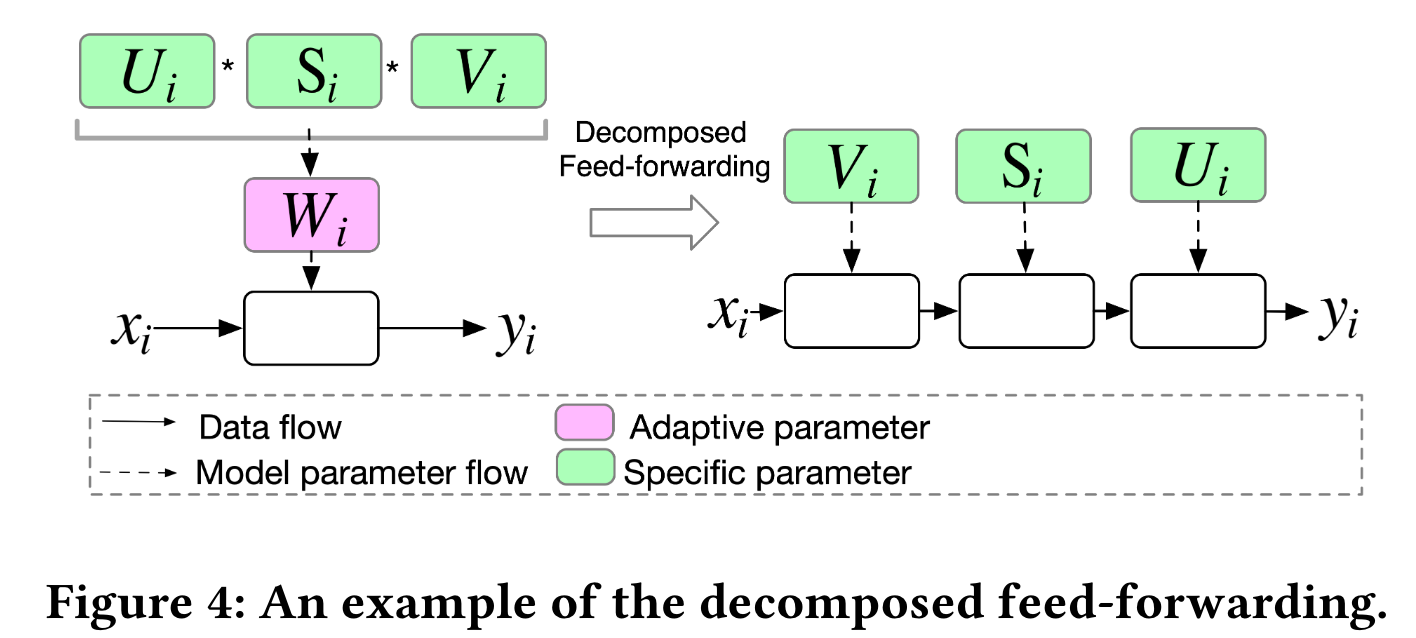 U_i * S_i * V_i
W_i
x_i y_i
Decomposed
Feed-forwarding
V_i S_i U_i
x_i y_i
Data flow Adaptive parameter
Model parameter flow Specific parameter
Figure 4: An example of the decomposed feed-forwarding.